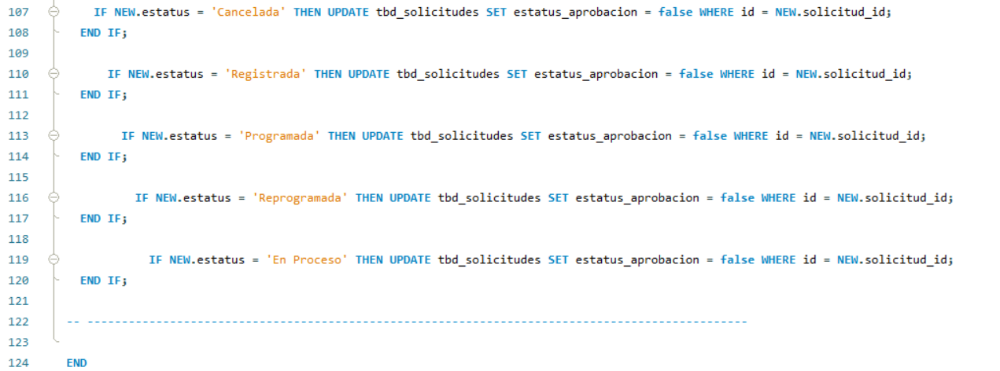 107 IF NEW.estatus = 'Cancelada' THEN UPDATE tbd_solicitudes SET estatus_aprobacion = false WHERE id = NEW.solicitud_id;
108 END IF;
109
110 IF NEW.estatus = 'Registrada' THEN UPDATE tbd_solicitudes SET estatus_aprobacion = false WHERE id = NEW.solicitud_id;
111 END IF;
112
113 IF NEW.estatus = 'Programada' THEN UPDATE tbd_solicitudes SET estatus_aprobacion = false WHERE id = NEW.solicitud_id;
114 END IF;
115
116 IF NEW.estatus = 'Reprogramada' THEN UPDATE tbd_solicitudes SET estatus_aprobacion = false WHERE id = NEW.solicitud_id;
117 END IF;
118
119 IF NEW.estatus = 'En Proceso' THEN UPDATE tbd_solicitudes SET estatus_aprobacion = false WHERE id = NEW.solicitud_id;
120 END IF;
121
122 -- ------------------------------------------------------------------------------------------------
123
124 END